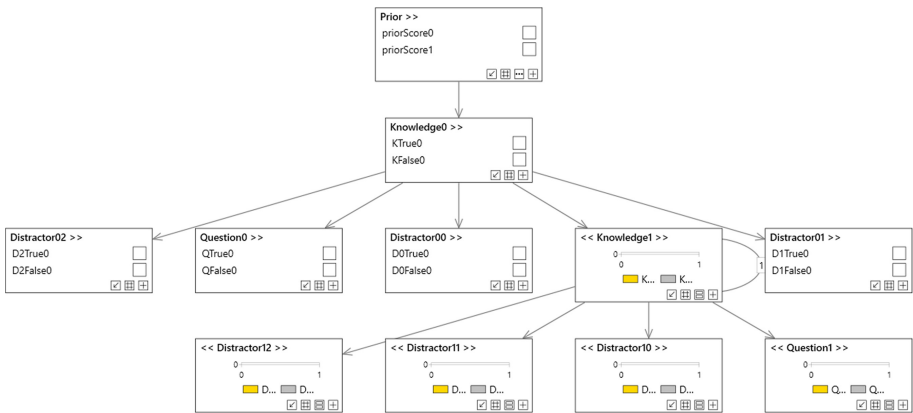 Prior >>
priorScore0
priorScore1
Knowledge0 >>
KTrue0
KFalse0
Distractor02 >>
D2True0
D2False0
Question0 >>
QTrue0
QFalse0
Distractor00 >>
D0True0
D0False0
<< Knowledge1 >>
0
0 1
K... K...
1
Distractor01 >>
D1True0
D1False0
<< Distractor12 >>
0
0 1
D... D...
<< Distractor11 >>
0
0 1
D... D...
<< Distractor10 >>
0
0 1
D... D...
<< Question1 >>
0
0 1
Q... Q...